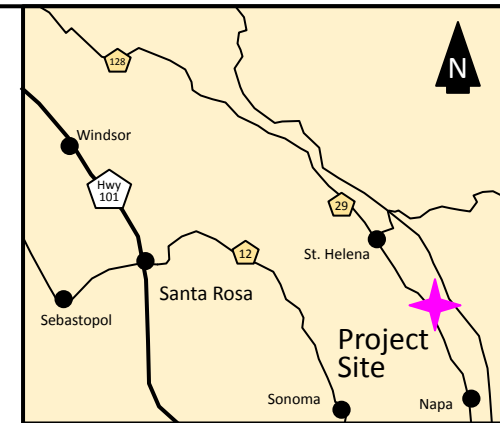 N
128
Windsor
Hwy
101
29
St. Helena
12
Santa Rosa
Sebastopol
Project
Site
Sonoma
Napa